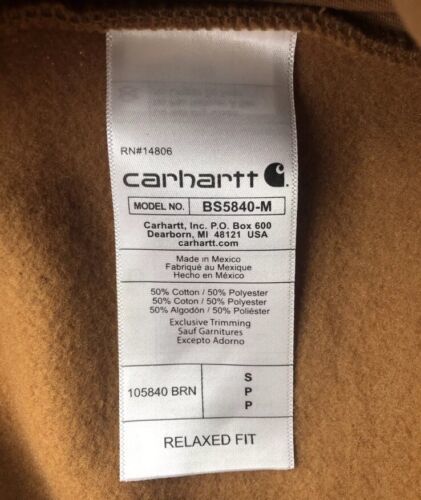 RN#14806
carhartt
MODEL NO. BS5840-M
Carhartt, Inc. P.O. Box 600
Dearborn, MI 48121 USA
carhartt.com
Made in Mexico
Fabriqué au Mexique
Hecho en México
50% Cotton / 50% Polyester
50% Coton / 50% Polyester
50% Algodón / 50% Poliéster
Exclusive Trimming
Sauf Garnitures
Excepto Adorno
105840 BRN
S
P
P
RELAXED FIT